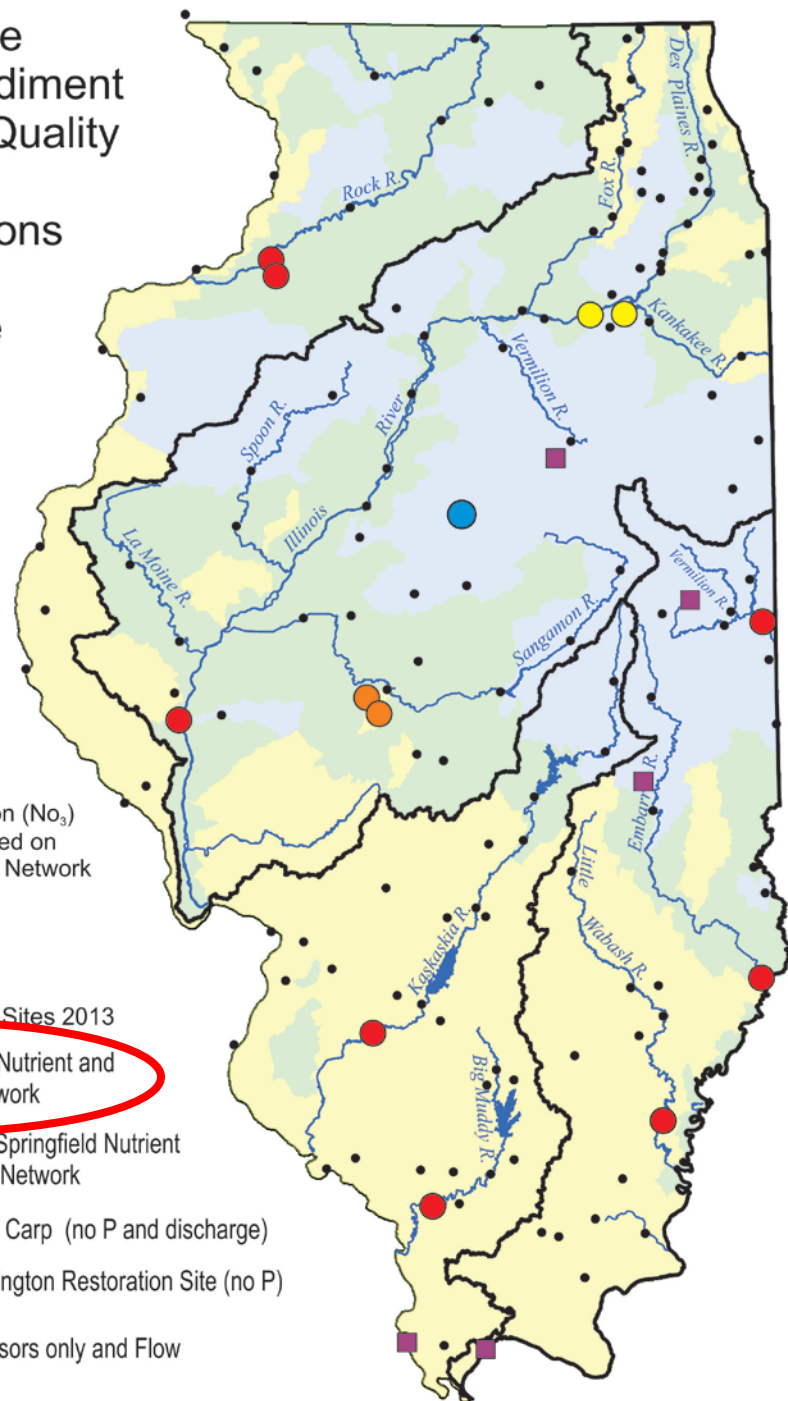 e
diment
Quality
ons
e
on (No₃)
ed on
Network
Sites 2013
Nutrient and
work
Springfield Nutrient
Network
Carp (no P and discharge)
ngton Restoration Site (no P)
sors only and Flow
Rock R.
Fox R.
Des Plaines R.
Kankakee R.
Vermilion R.
Spoon R.
Illinois
River
La Moine R.
Sangamon R.
Vermilion R.
Embarr
R.
Little
Wabash R.
Kaskaskia R.
Big Muddy R.